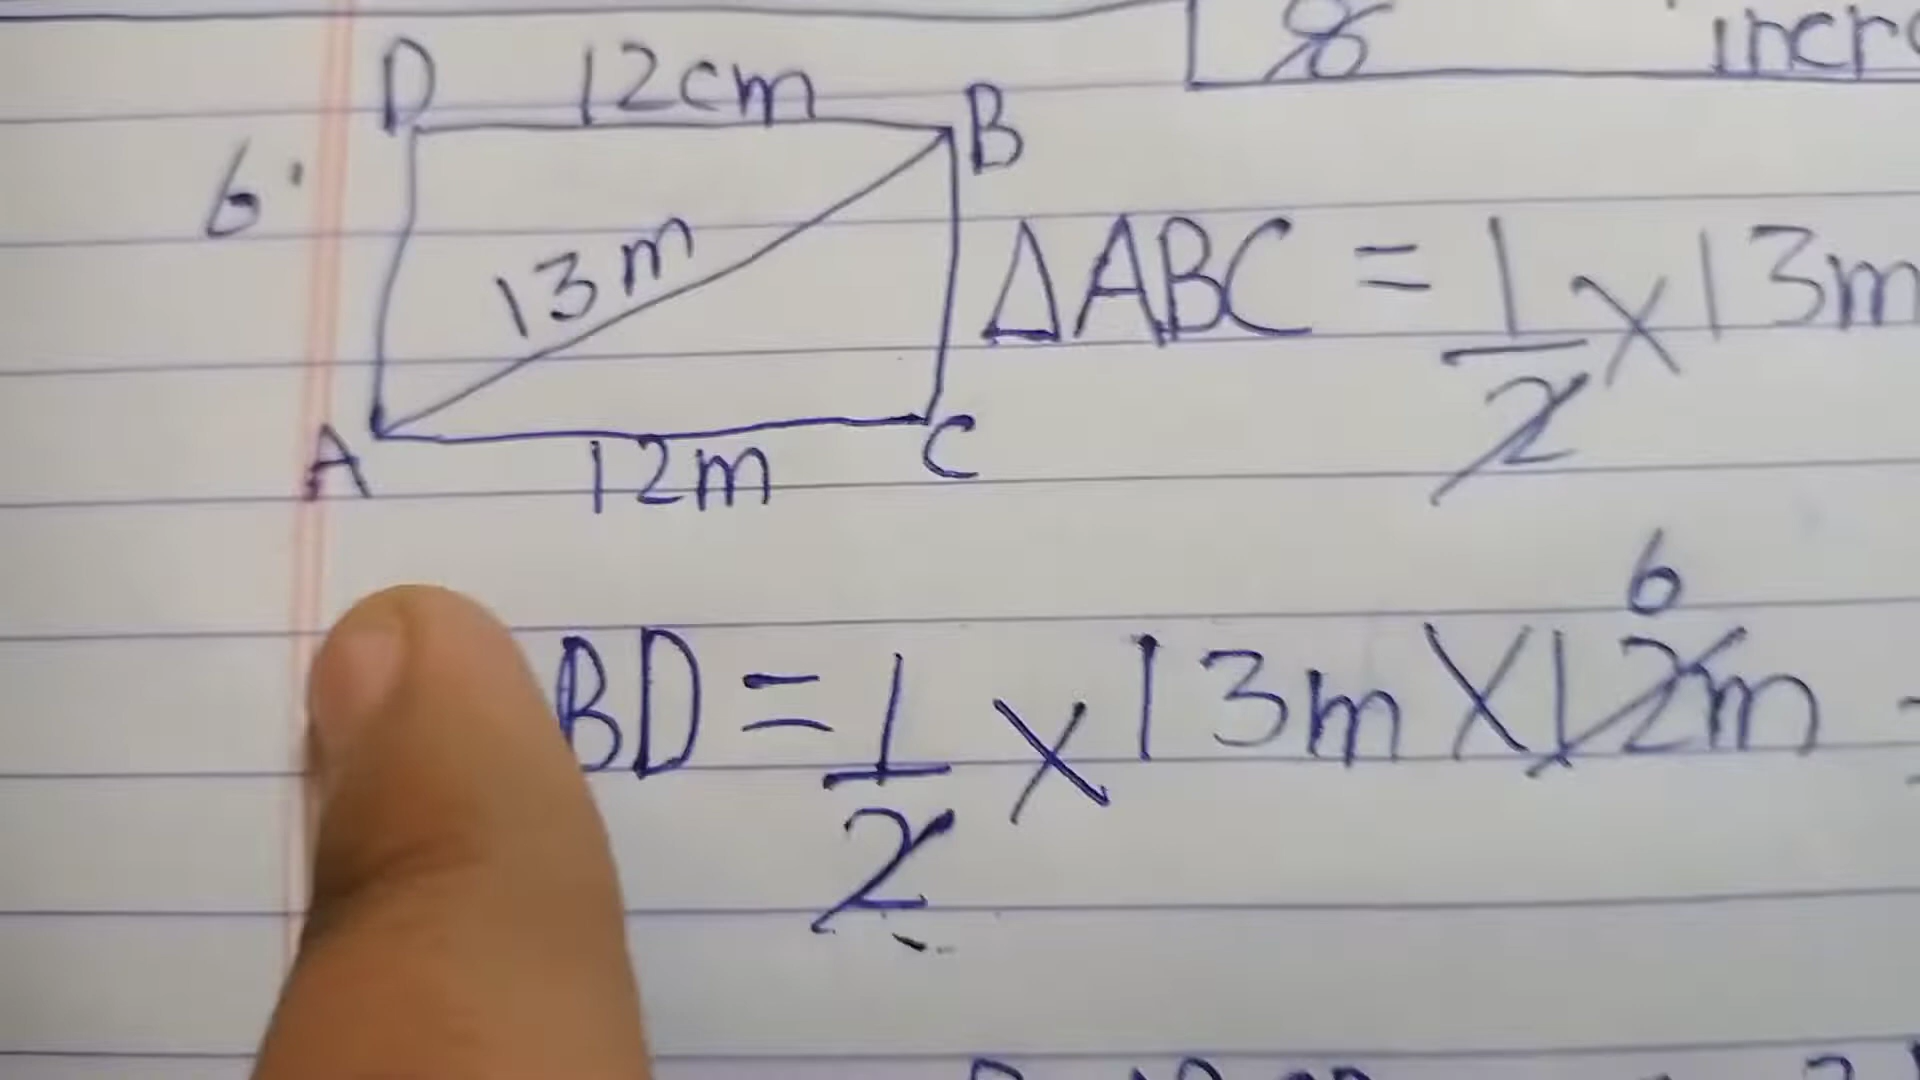 8 incr
D 12cm B
6.
13m
ΔABC = 1/2 × 13m
A 12m C
6
BD = 1/2 × 13m × 12m